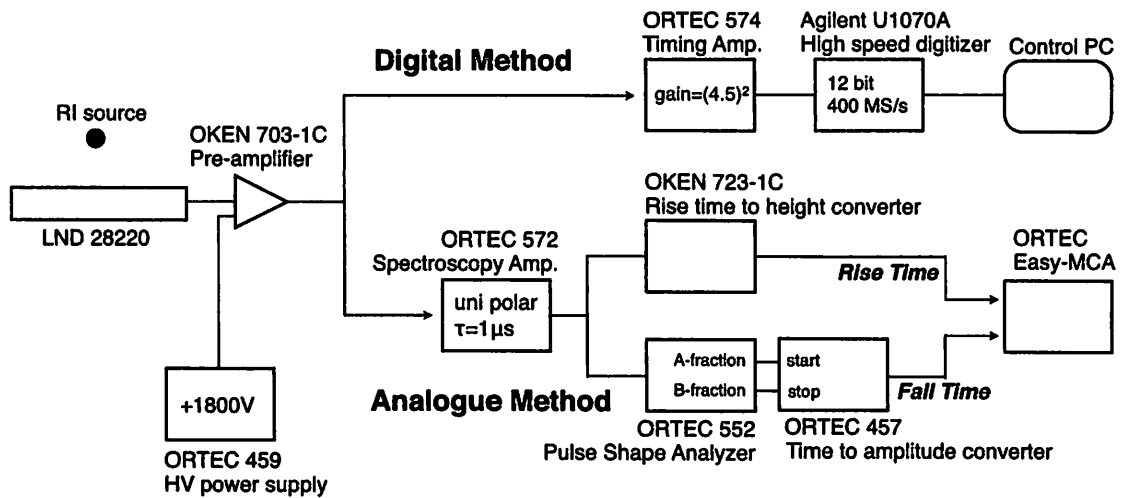 ORTEC 574
Timing Amp.
Agilent U1070A
High speed digitizer
Control PC
Digital Method
gain=(4.5)²
12 bit
400 MS/s
RI source
OKEN 703-1C
Pre-amplifier
LND 28220
OKEN 723-1C
Rise time to height converter
ORTEC 572
Spectroscopy Amp.
uni polar
τ=1μs
Rise Time
ORTEC
Easy-MCA
A-fraction
B-fraction
start
stop
Fall Time
Analogue Method
ORTEC 552
Pulse Shape Analyzer
ORTEC 457
Time to amplitude converter
+1800V
ORTEC 459
HV power supply